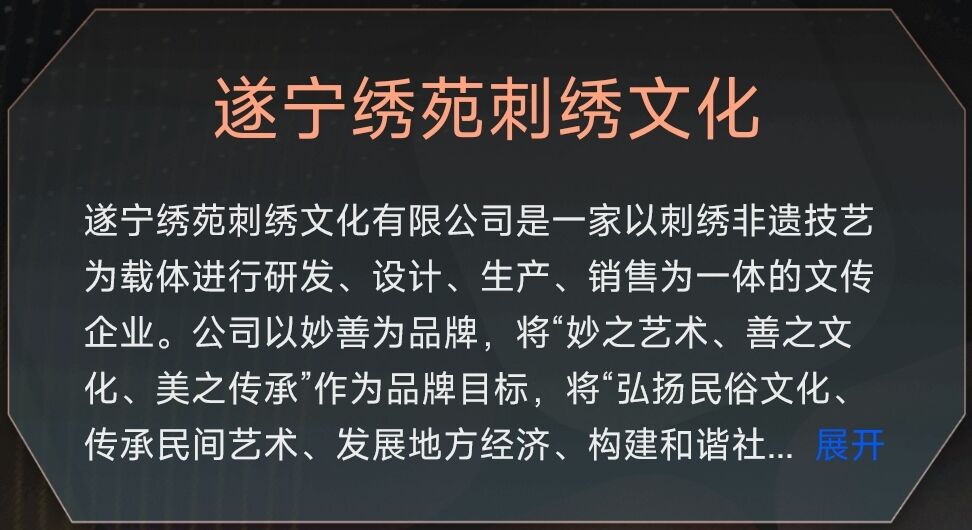 遂宁绣苑刺绣文化
遂宁绣苑刺绣文化有限公司是一家以刺绣非遗技艺
为载体进行研发、设计、生产、销售为一体的文传
企业。公司以妙善为品牌，将“妙之艺术、善之文
化、美之传承”作为品牌目标，将“弘扬民俗文化、
传承民间艺术、发展地方经济、构建和谐社... 展开